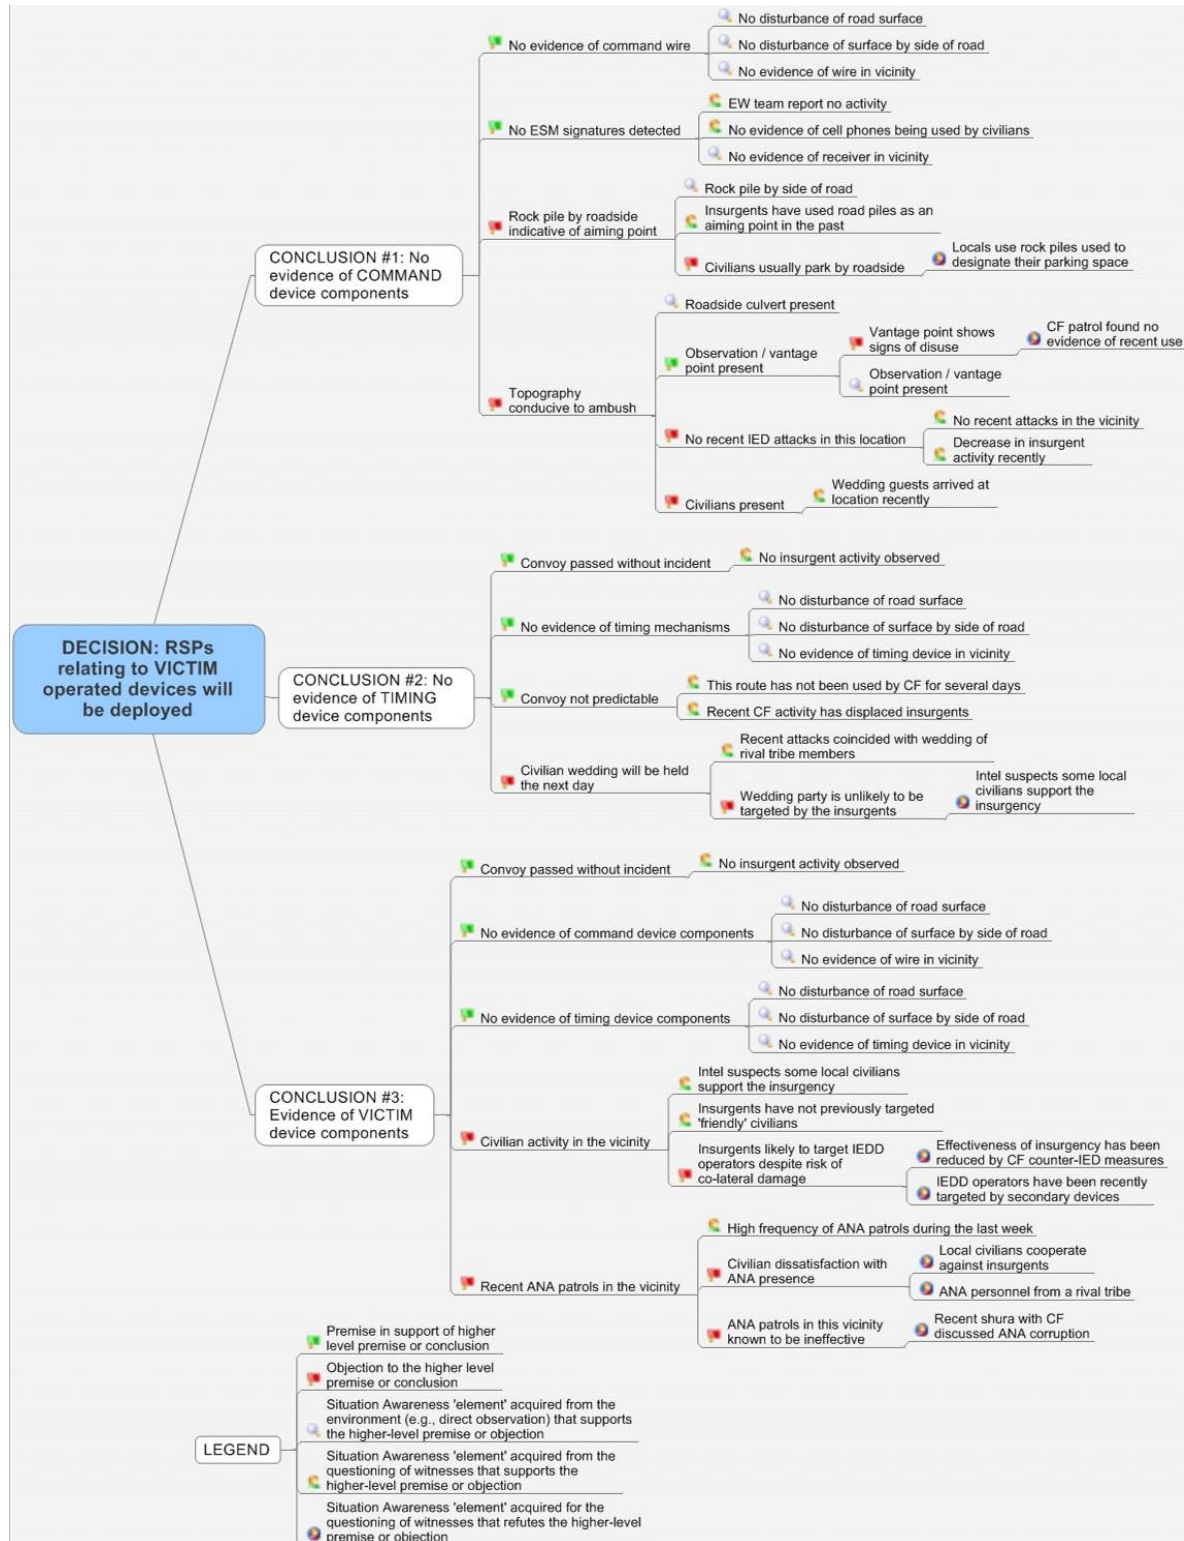 No disturbance of road surface
No evidence of command wire
No disturbance of surface by side of road
No evidence of wire in vicinity
EW team report no activity
No ESM signatures detected
No evidence of cell phones being used by civilians
No evidence of receiver in vicinity
Rock pile by side of road
Rock pile by roadside
indicative of aiming point
Insurgents have used road piles as an
aiming point in the past
Civilians usually park by roadside
Locals use rock piles used to
designate their parking space
CONCLUSION #1: No
evidence of COMMAND
device components
Roadside culvert present
Observation / vantage
point present
Vantage point shows
signs of disuse
CF patrol found no
evidence of recent use
Observation / vantage
point present
Topography
conducive to ambush
No recent IED attacks in this location
No recent attacks in the vicinity
Decrease in insurgent
activity recently
Civilians present
Wedding guests arrived at
location recently
Convoy passed without incident
No insurgent activity observed
No evidence of timing mechanisms
No disturbance of road surface
No disturbance of surface by side of road
No evidence of timing device in vicinity
DECISION: RSPs
relating to VICTIM
operated devices will
be deployed
CONCLUSION #2: No
evidence of TIMING
device components
Convoy not predictable
This route has not been used by CF for several days
Recent CF activity has displaced insurgents
Civilian wedding will be held
the next day
Recent attacks coincided with wedding of
rival tribe members
Wedding party is unlikely to be
targeted by the insurgents
Intel suspects some local
civilians support the
insurgency
Convoy passed without incident
No insurgent activity observed
No evidence of command device components
No disturbance of road surface
No disturbance of surface by side of road
No evidence of wire in vicinity
No evidence of timing device components
No disturbance of road surface
No disturbance of surface by side of road
No evidence of timing device in vicinity
CONCLUSION #3:
Evidence of VICTIM
device components
Civilian activity in the vicinity
Intel suspects some local civilians
support the insurgency
Insurgents have not previously targeted
'friendly' civilians
Insurgents likely to target IEDD
operators despite risk of
co-lateral damage
Effectiveness of insurgency has been
reduced by CF counter-IED measures
IEDD operators have been recently
targeted by secondary devices
Recent ANA patrols in the vicinity
High frequency of ANA patrols during the last week
Civilian dissatisfaction with
ANA presence
Local civilians cooperate
against insurgents
ANA personnel from a rival tribe
ANA patrols in this vicinity
known to be ineffective
Recent shura with CF
discussed ANA corruption
LEGEND
Premise in support of higher
level premise or conclusion
Objection to the higher level
premise or conclusion
Situation Awareness 'element' acquired from the
environment (e.g., direct observation) that supports
the higher-level premise or objection
Situation Awareness 'element' acquired from the
questioning of witnesses that supports the
higher-level premise or objection
Situation Awareness 'element' acquired for the
questioning of witnesses that refutes the higher-level
premise or objection